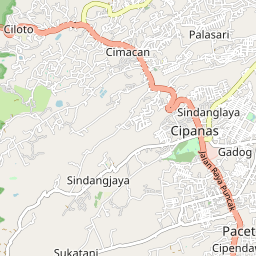 Ciloto
Palasari
Cimacan
Sindanglaya
Cipanas
Gadog
Jalan Raya Puncak
Sindangjaya
Pacet
Sukatani
Cipendaw